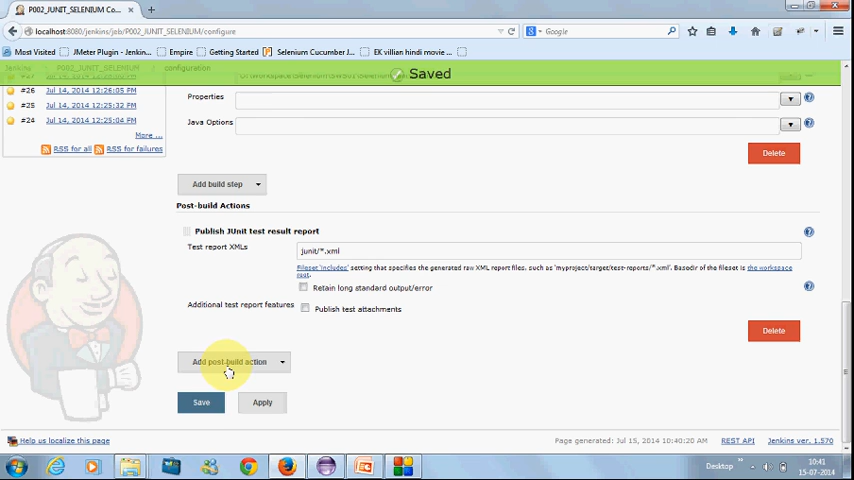 P002_JUNIT_SELENIUM Co...
localhost:8080/jenkins/job/P002_JUNIT_SELENIUM/configure
Google
Most Visited
JMeter Plugin - Jenkin...
Empire
Getting Started
Selenium Cucumber J...
EK villian hindi movie ...
Jenkins
P002_JUNIT_SELENIUM
configuration
Saved
#26 Jul 14, 2014 12:26:05 PM
#25 Jul 14, 2014 12:25:32 PM
#24 Jul 14, 2014 12:25:04 PM
More ...
RSS for all RSS for failures
Properties
Java Options
Delete
Add build step
Post-build Actions
Publish JUnit test result report
Test report XMLs
junit/*.xml
Fileset 'includes' setting that specifies the generated raw XML report files, such as 'myproject/target/test-reports/*.xml'. Basedir of the fileset is the workspace
root.
Retain long standard output/error
Additional test report features
Publish test attachments
Delete
Add post-build action
Save
Apply
Help us localize this page
Page generated: Jul 15, 2014 10:40:20 AM
REST API
Jenkins ver. 1.570
Desktop
10:41
15-07-2014